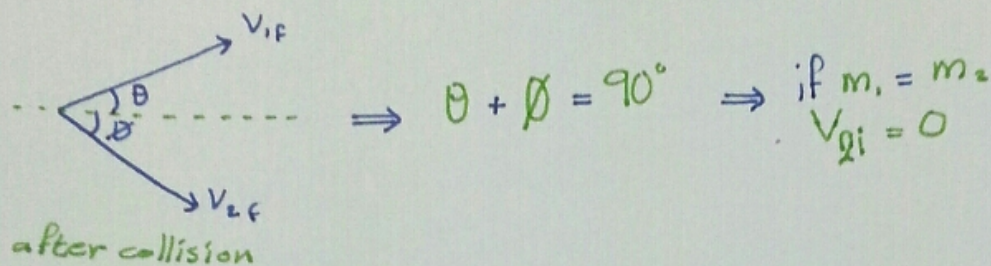 V1f
θ
Ø
⇒ θ + Ø = 90° ⇒ if m1 = m2
V2i = 0
V2f
after collision